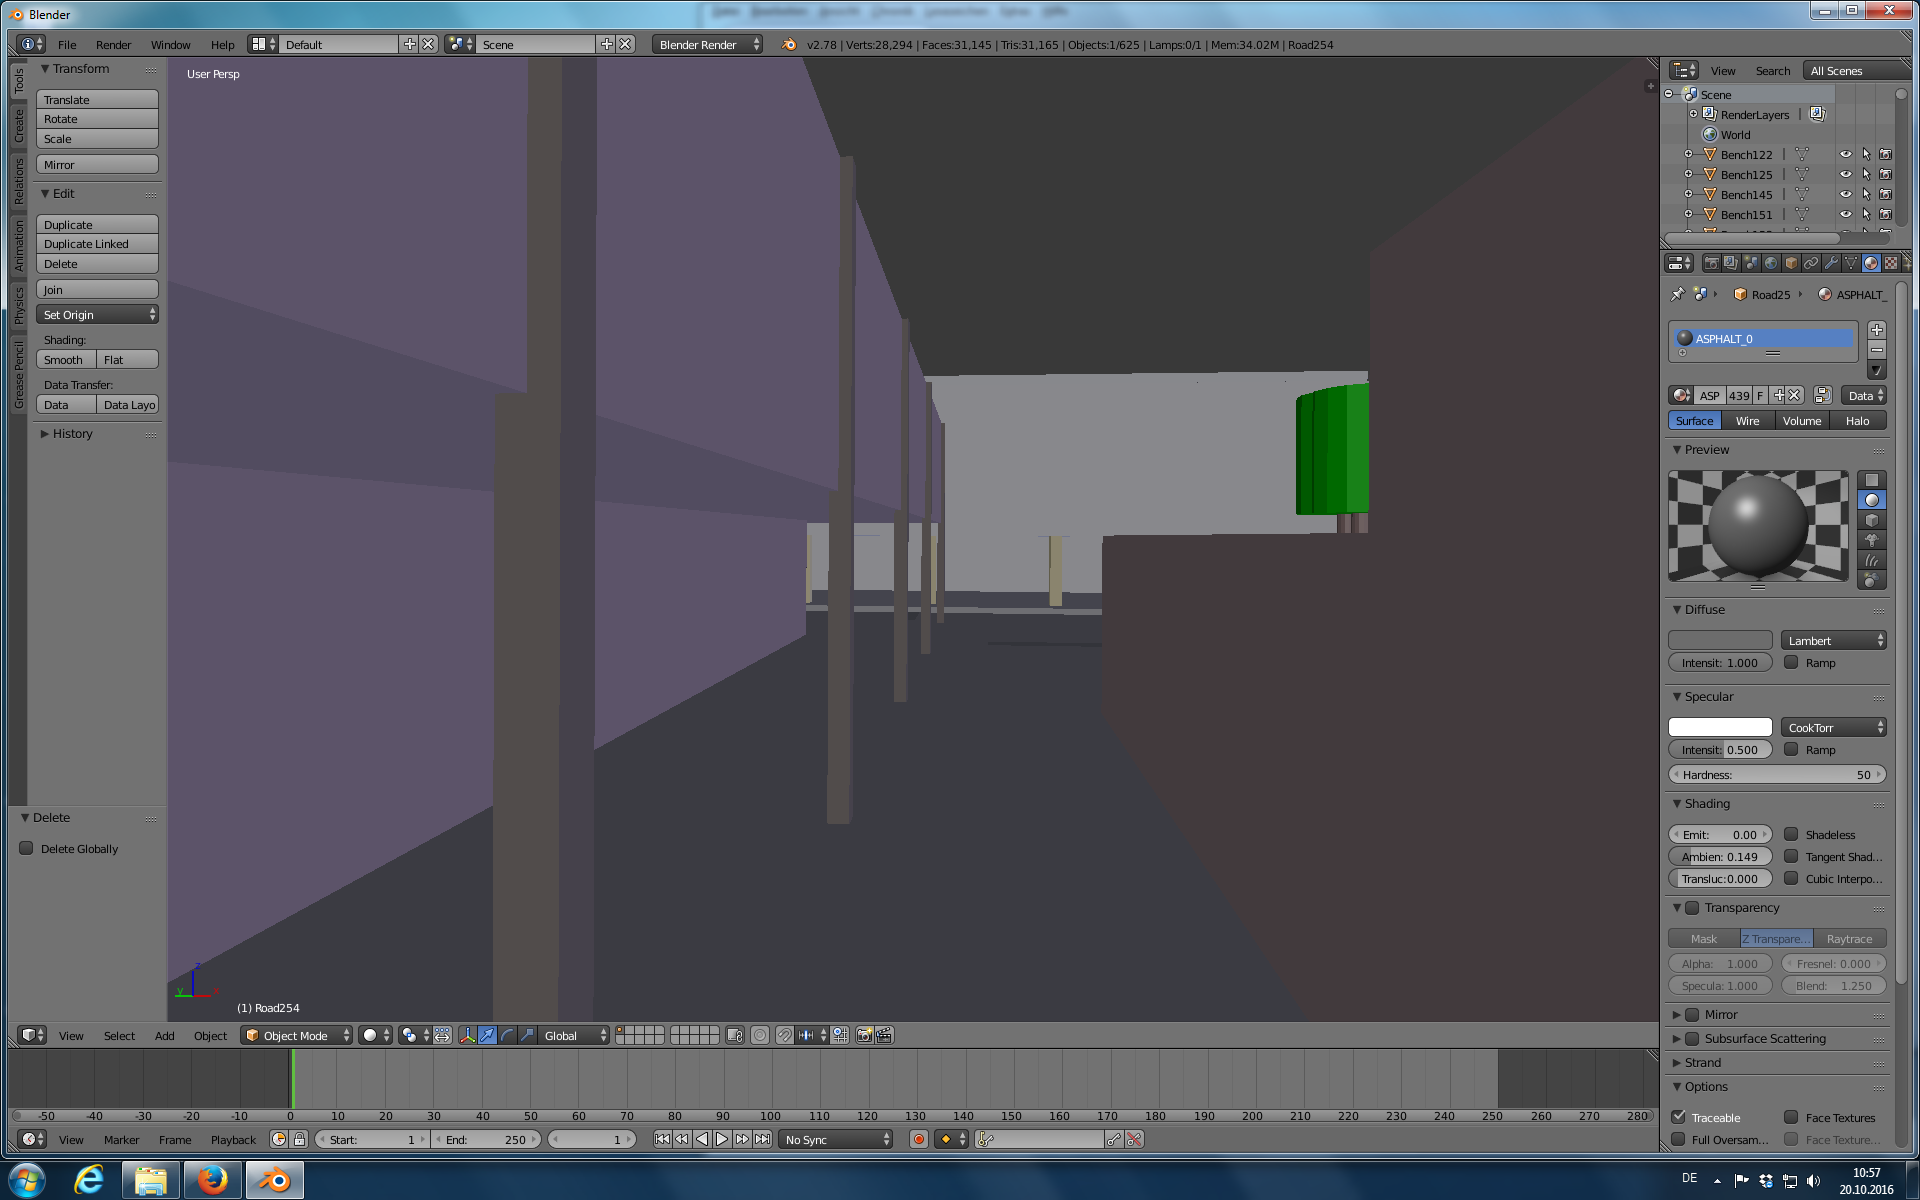 Blender
File Render Window Help Default Scene Blender Render v2.78 | Verts:28,294 | Faces:31,145 | Tris:31,165 | Objects:1/625 | Lamps:0/1 | Mem:34.02M | Road254
Tools
Create
Relations
Animation
Physics
Grease Pencil
Transform
Translate
Rotate
Scale
Mirror
Edit
Duplicate
Duplicate Linked
Delete
Join
Set Origin
Shading:
Smooth Flat
Data Transfer:
Data Data Layo
History
Delete
Delete Globally
User Persp
z
y
(1) Road254
View Search All Scenes
Scene
RenderLayers
World
Bench122
Bench125
Bench145
Bench151
Road25 ASPHALT_
ASPHALT_0
ASP 439 F Data
Surface Wire Volume Halo
Preview
Diffuse
Lambert
Intensit: 1.000 Ramp
Specular
CookTorr
Intensit: 0.500 Ramp
Hardness: 50
Shading
Emit: 0.00 Shadeless
Ambien: 0.149 Tangent Shad...
Transluc:0.000 Cubic Interpo...
Transparency
Mask Z Transpare... Raytrace
Alpha: 1.000 Fresnel: 0.000
Specula: 1.000 Blend: 1.250
Mirror
Subsurface Scattering
Strand
Options
Traceable Face Textures
Full Oversam... Face Texture...
View Select Add Object Object Mode Global
-50 -40 -30 -20 -10 0 10 20 30 40 50 60 70 80 90 100 110 120 130 140 150 160 170 180 190 200 210 220 230 240 250 260 270 280
View Marker Frame Playback Start: 1 End: 250 1 No Sync
DE 10:57
20.10.2016